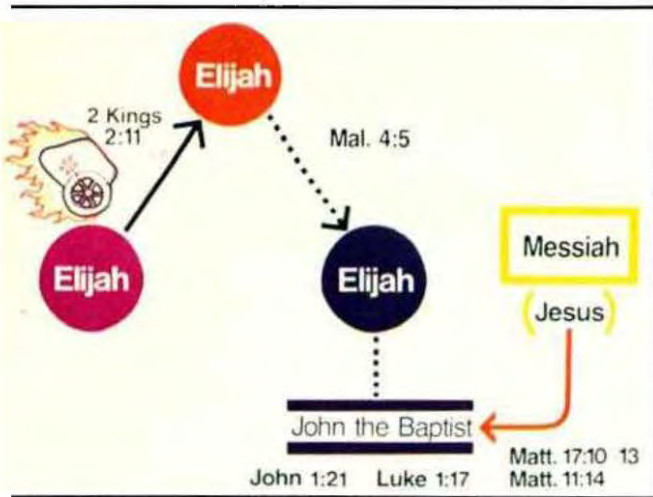 Elijah
2 Kings
2:11
Mal. 4:5
Elijah
Elijah
Messiah
(Jesus)
John the Baptist
John 1:21 Luke 1:17
Matt. 17:10 13
Matt. 11:14